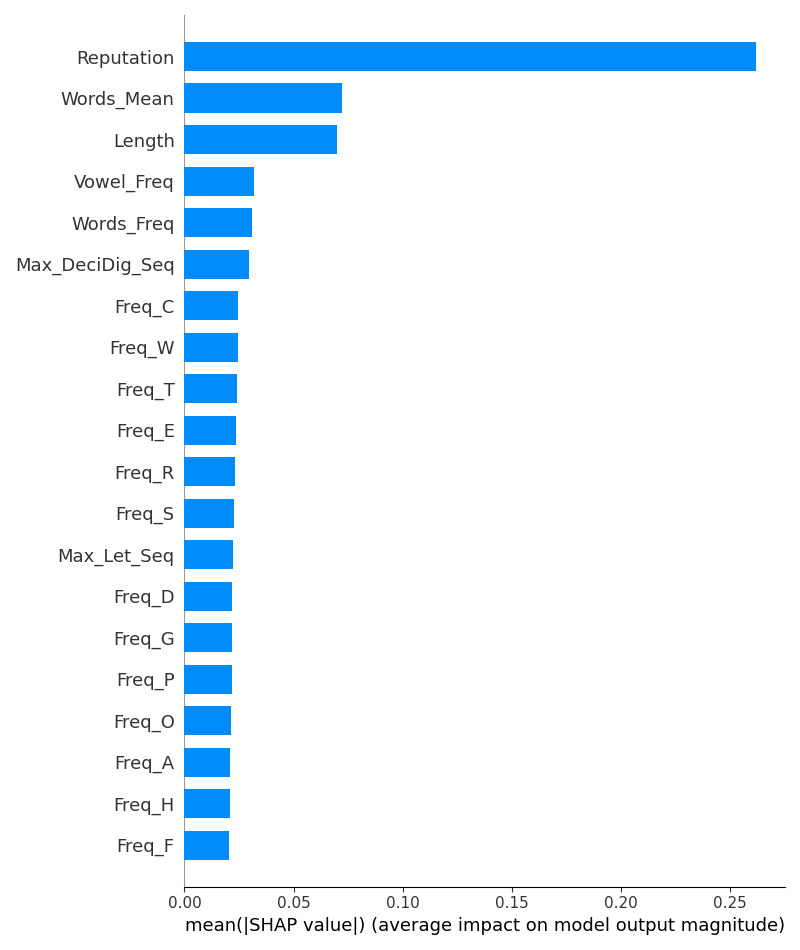 Reputation
Words_Mean
Length
Vowel_Freq
Words_Freq
Max_DeciDig_Seq
Freq_C
Freq_W
Freq_T
Freq_E
Freq_R
Freq_S
Max_Let_Seq
Freq_D
Freq_G
Freq_P
Freq_O
Freq_A
Freq_H
Freq_F
0.00 0.05 0.10 0.15 0.20 0.25
mean(|SHAP value|) (average impact on model output magnitude)